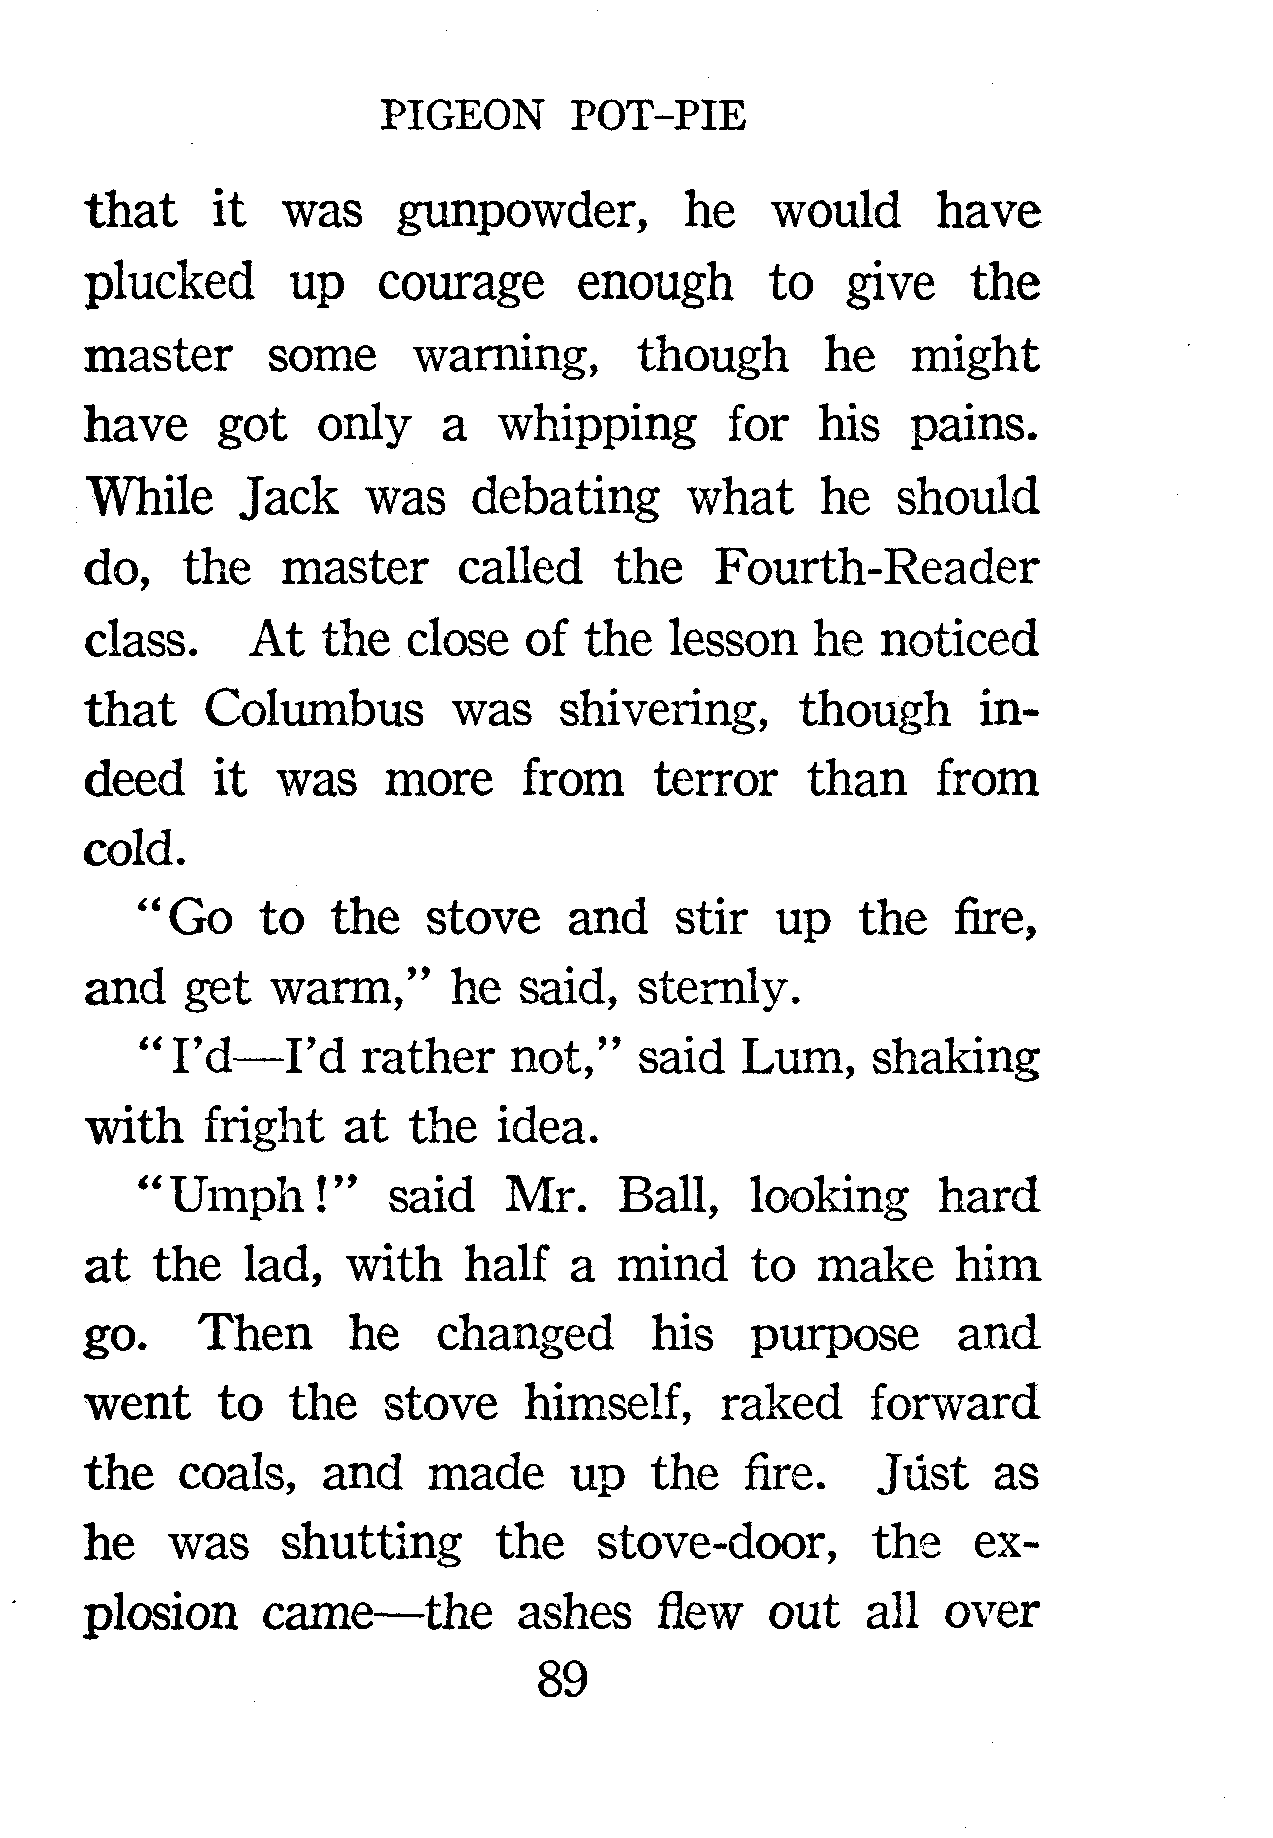 PIGEON POT-PIE
that it was gunpowder, he would have
plucked up courage enough to give the
master some warning, though he might
have got only a whipping for his pains.
While Jack was debating what he should
do, the master called the Fourth-Reader
class. At the close of the lesson he noticed
that Columbus was shivering, though in-
deed it was more from terror than from
cold.
"Go to the stove and stir up the fire,
and get warm," he said, sternly.
"I'd—I'd rather not," said Lum, shaking
with fright at the idea.
"Umph!" said Mr. Ball, looking hard
at the lad, with half a mind to make him
go. Then he changed his purpose and
went to the stove himself, raked forward
the coals, and made up the fire. Just as
he was shutting the stove-door, the ex-
plosion came—the ashes flew out all over
89